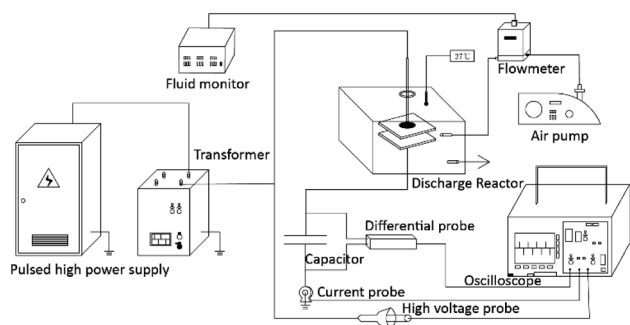 Fluid monitor
37℃
Flowmeter
Air pump
Transformer
Discharge Reactor
Differential probe
Pulsed high power supply
Capacitor
Oscilloscope
Current probe
High voltage probe